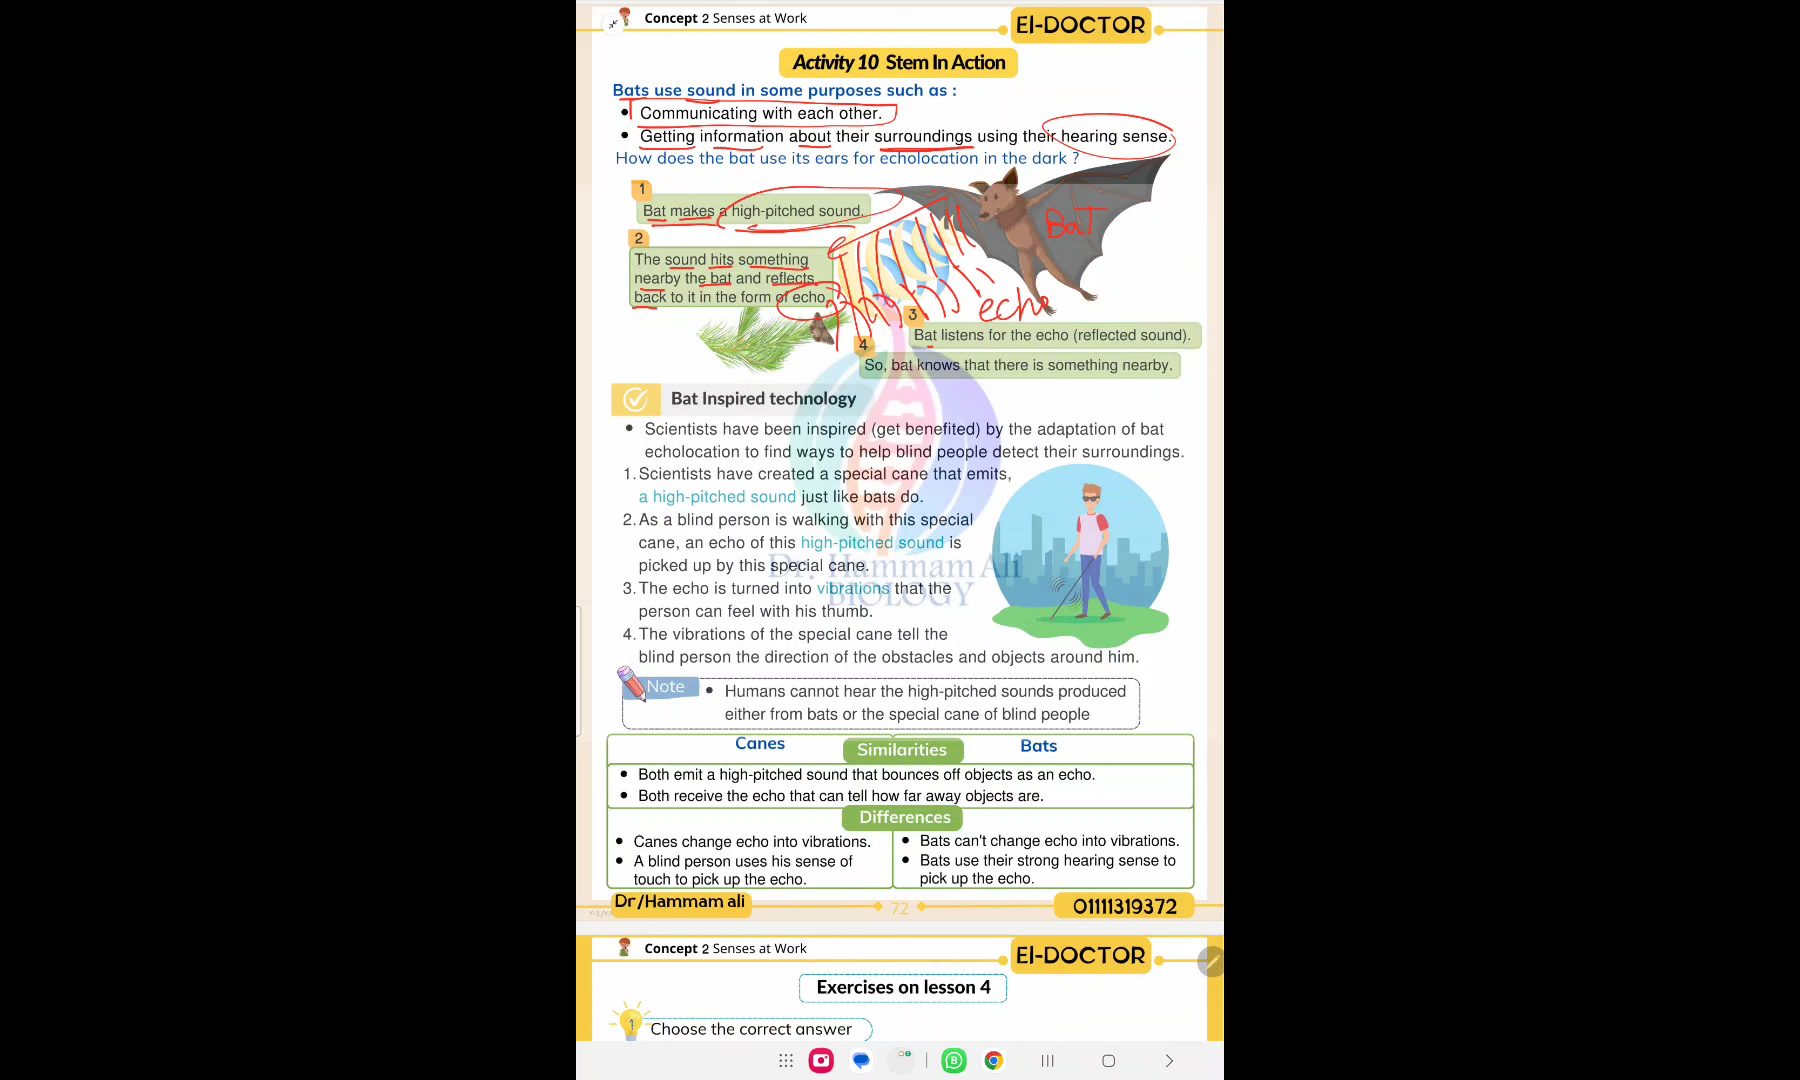 Concept 2 Senses at Work
El-DOCTOR
Activity 10 Stem In Action
Bats use sound in some purposes such as :
• Communicating with each other.
• Getting information about their surroundings using their hearing sense.
How does the bat use its ears for echolocation in the dark ?
1
Bat makes a high-pitched sound.
BaT
2
The sound hits something
nearby the bat and reflects
back to it in the form of echo
echo
3
Bat listens for the echo (reflected sound).
4
So, bat knows that there is something nearby.
Bat Inspired technology
• Scientists have been inspired (get benefited) by the adaptation of bat
echolocation to find ways to help blind people detect their surroundings.
1. Scientists have created a special cane that emits,
a high-pitched sound just like bats do.
2. As a blind person is walking with this special
cane, an echo of this high-pitched sound is
picked up by this special cane.
Dr. Hammam Ali
BIOLOGY
3. The echo is turned into vibrations that the
person can feel with his thumb.
4. The vibrations of the special cane tell the
blind person the direction of the obstacles and objects around him.
Note
• Humans cannot hear the high-pitched sounds produced
either from bats or the special cane of blind people
Canes Similarities Bats
• Both emit a high-pitched sound that bounces off objects as an echo.
• Both receive the echo that can tell how far away objects are.
Differences
• Canes change echo into vibrations.
• A blind person uses his sense of
touch to pick up the echo.
• Bats can't change echo into vibrations.
• Bats use their strong hearing sense to
pick up the echo.
Dr/Hammam ali
72
01111319372
Concept 2 Senses at Work
El-DOCTOR
Exercises on lesson 4
1 Choose the correct answer